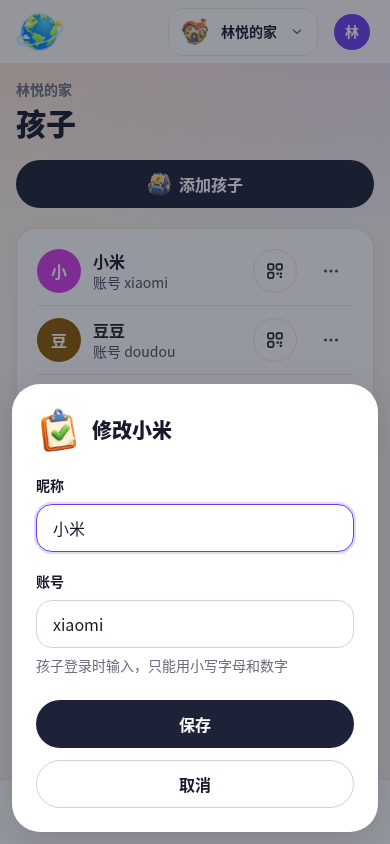 林悦的家
林
林悦的家
孩子
添加孩子
小
小米
账号 xiaomi
豆
豆豆
账号 doudou
修改小米
昵称
小米
账号
xiaomi
孩子登录时输入，只能用小写字母和数字
保存
取消